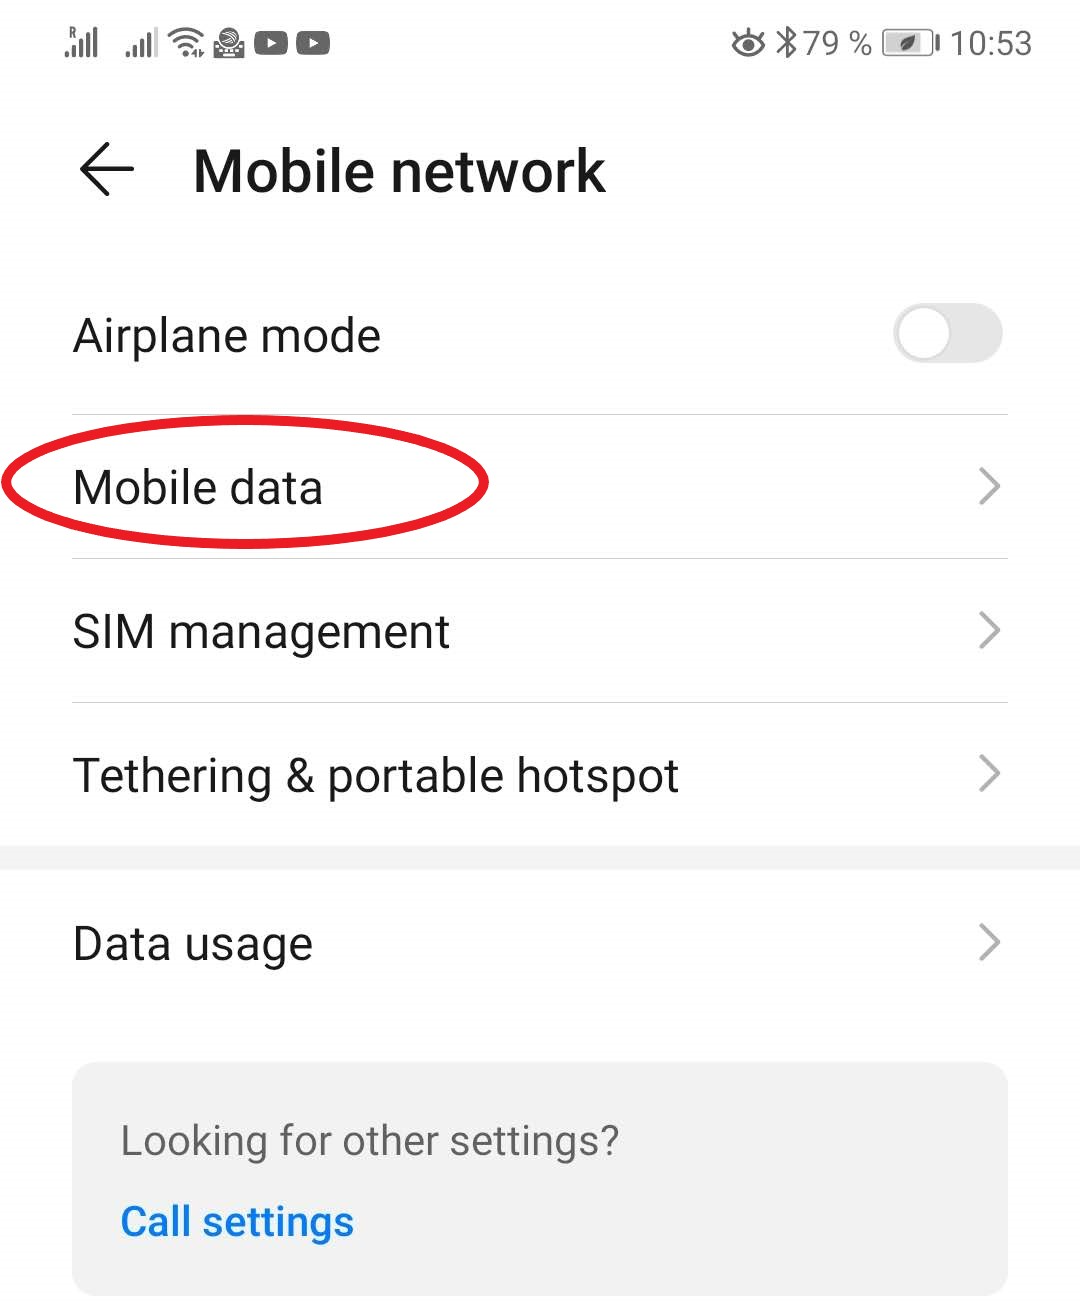 R 79 % 10:53
Mobile network
Airplane mode
Mobile data
SIM management
Tethering & portable hotspot
Data usage
Looking for other settings?
Call settings